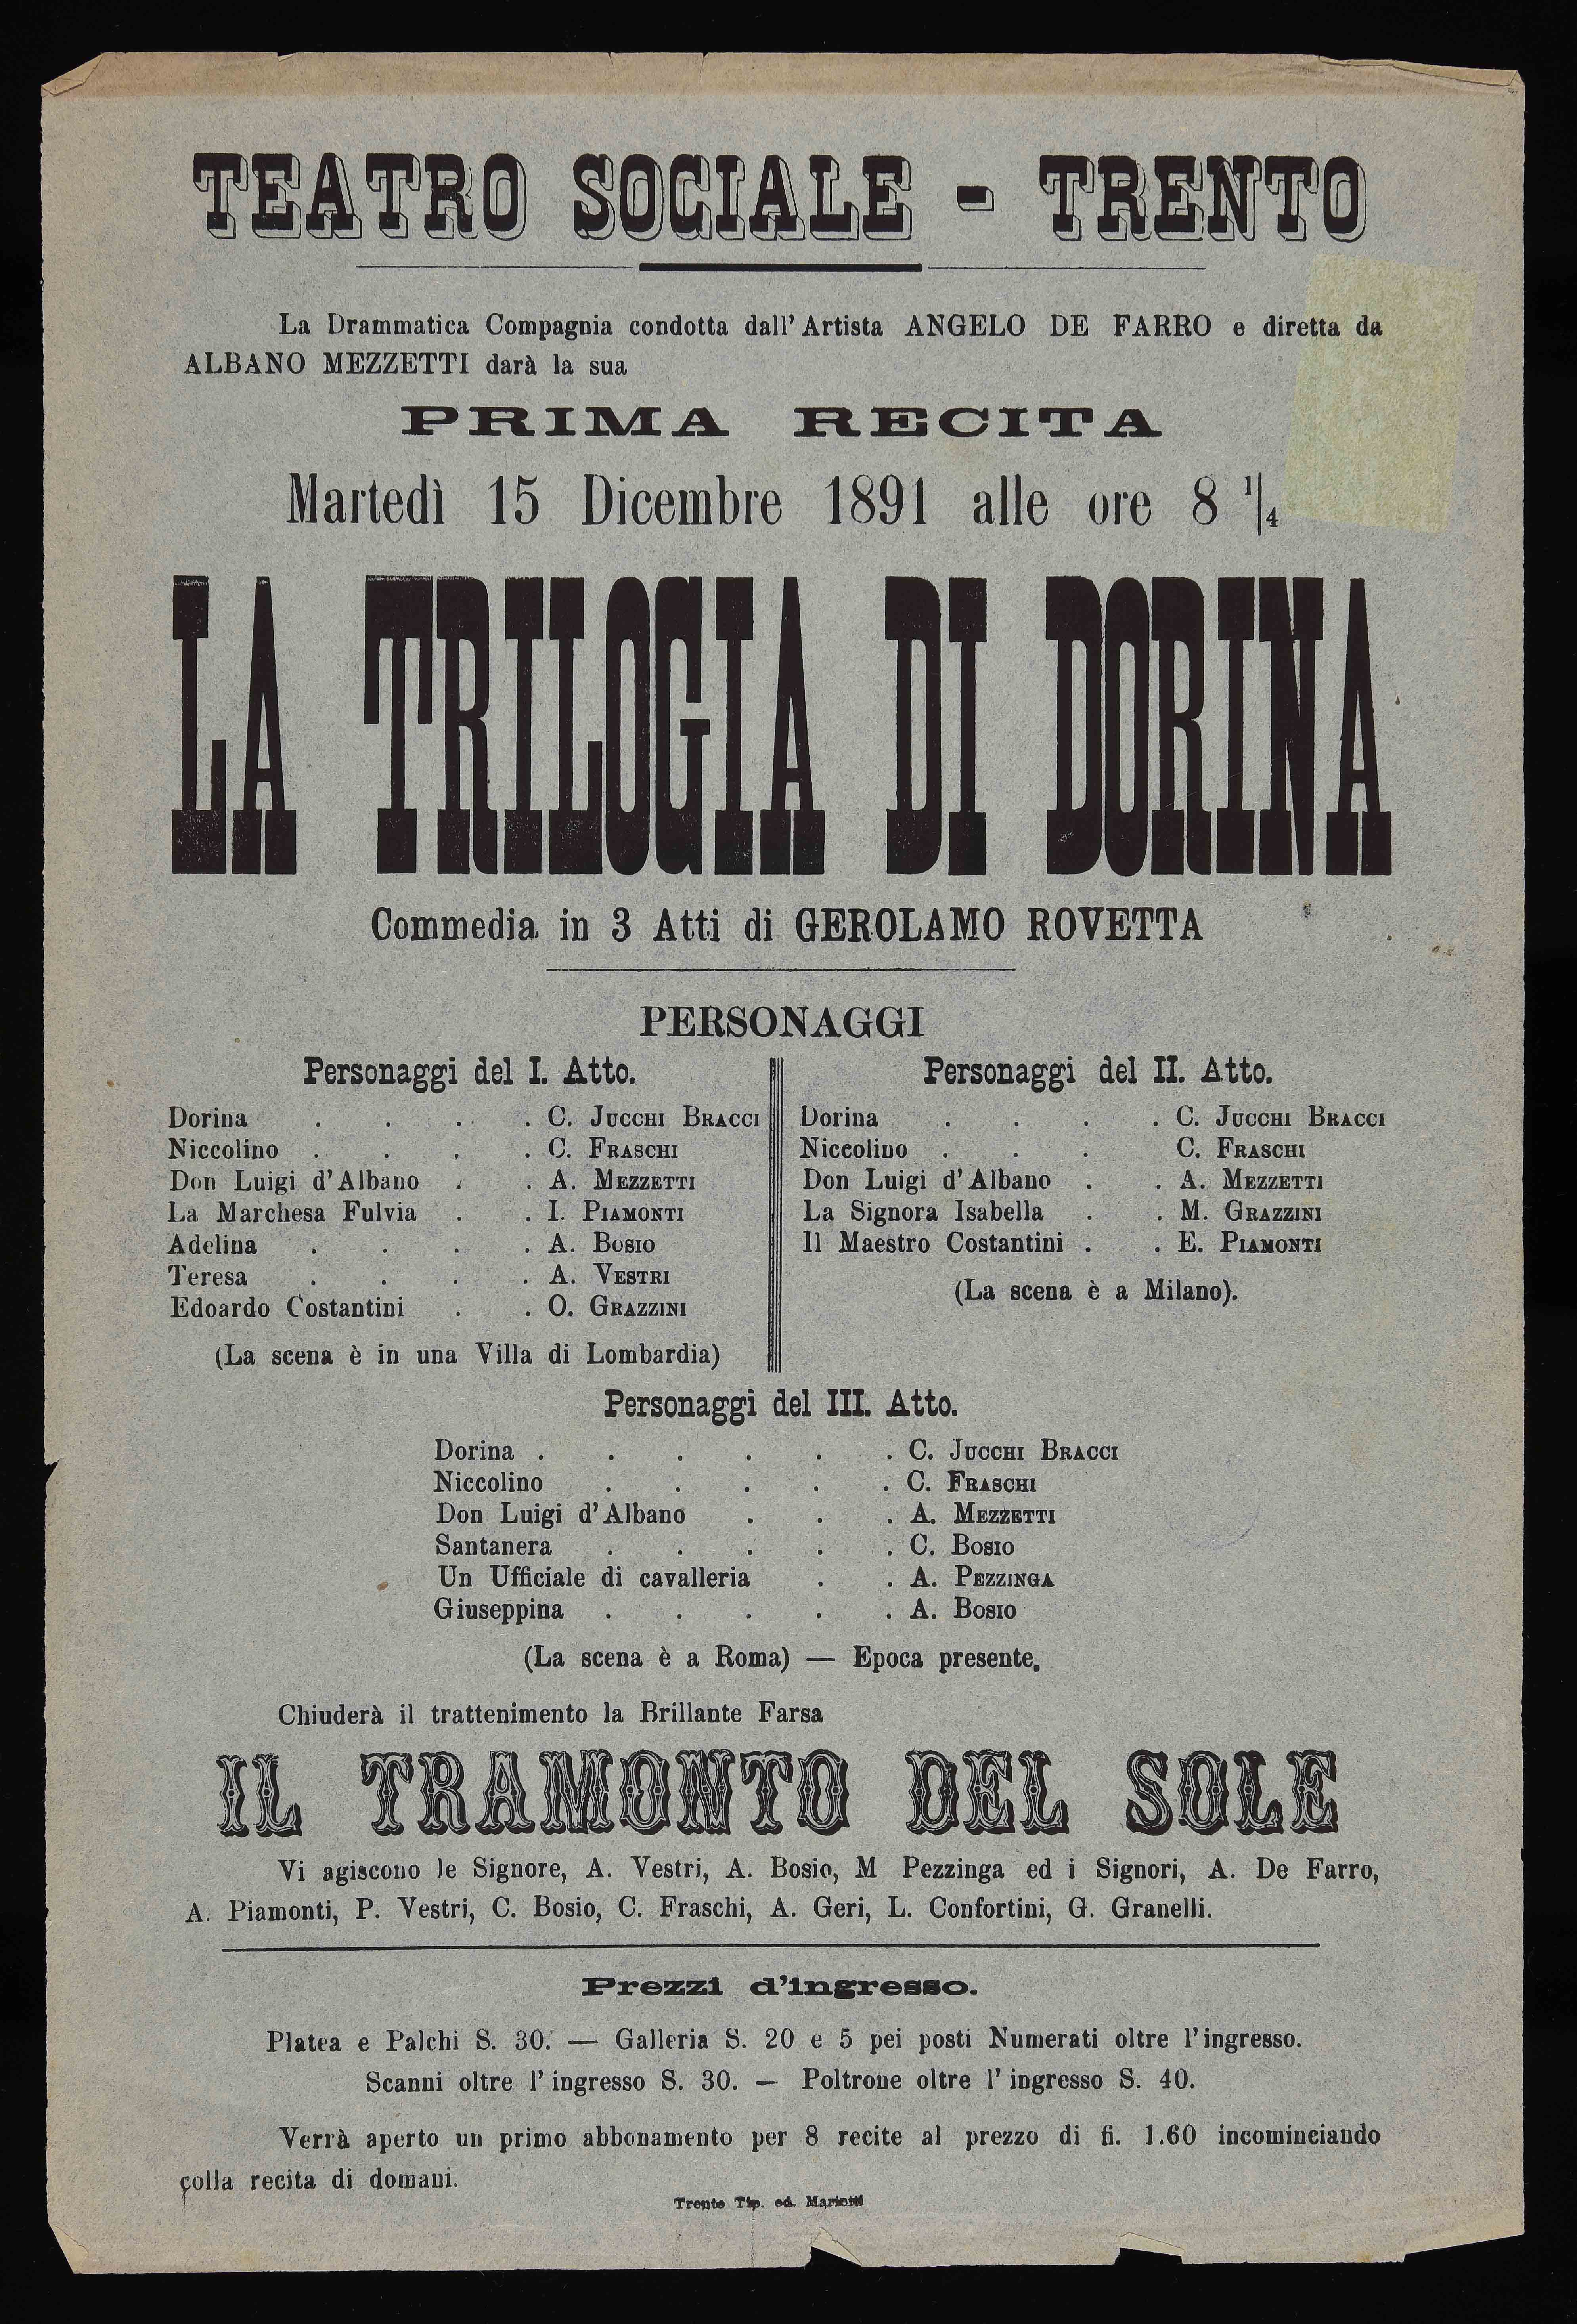 TEATRO SOCIALE - TRENTO
La Drammatica Compagnia condotta dall'Artista ANGELO DE FARRO e diretta da
ALBANO MEZZETTI darà la sua
PRIMA RECITA
Martedì 15 Dicembre 1891 alle ore 8 1/4
LA TRILOGIA DI DORINA
Commedia in 3 Atti di GEROLAMO ROVETTA
PERSONAGGI
Personaggi del I. Atto.
Dorina . . . . C. JUCCHI BRACCI
Niccolino . . . . C. FRASCHI
Don Luigi d'Albano . . A. MEZZETTI
La Marchesa Fulvia . . I. PIAMONTI
Adelina . . . . A. BOSIO
Teresa . . . . A. VESTRI
Edoardo Costantini . . O. GRAZZINI
(La scena è in una Villa di Lombardia)
Personaggi del II. Atto.
Dorina . . . . C. JUCCHI BRACCI
Niccolino . . . C. FRASCHI
Don Luigi d'Albano . . A. MEZZETTI
La Signora Isabella . . M. GRAZZINI
Il Maestro Costantini . . E. PIAMONTI
(La scena è a Milano).
Personaggi del III. Atto.
Dorina . . . . . . C. JUCCHI BRACCI
Niccolino . . . . . C. FRASCHI
Don Luigi d'Albano . . . A. MEZZETTI
Santanera . . . . . C. BOSIO
Un Ufficiale di cavalleria . . A. PEZZINGA
Giuseppina . . . . . A. BOSIO
(La scena è a Roma) — Epoca presente.
Chiuderà il trattenimento la Brillante Farsa
IL TRAMONTO DEL SOLE
Vi agiscono le Signore, A. Vestri, A. Bosio, M Pezzinga ed i Signori, A. De Farro,
A. Piamonti, P. Vestri, C. Bosio, C. Fraschi, A. Geri, L. Confortini, G. Granelli.
Prezzi d'ingresso.
Platea e Palchi S. 30. — Galleria S. 20 e 5 pei posti Numerati oltre l'ingresso.
Scanni oltre l'ingresso S. 30. — Poltrone oltre l'ingresso S. 40.
Verrà aperto un primo abbonamento per 8 recite al prezzo di fi. 1.60 incominciando
colla recita di domani.
Trento Tip. ed. Marietti